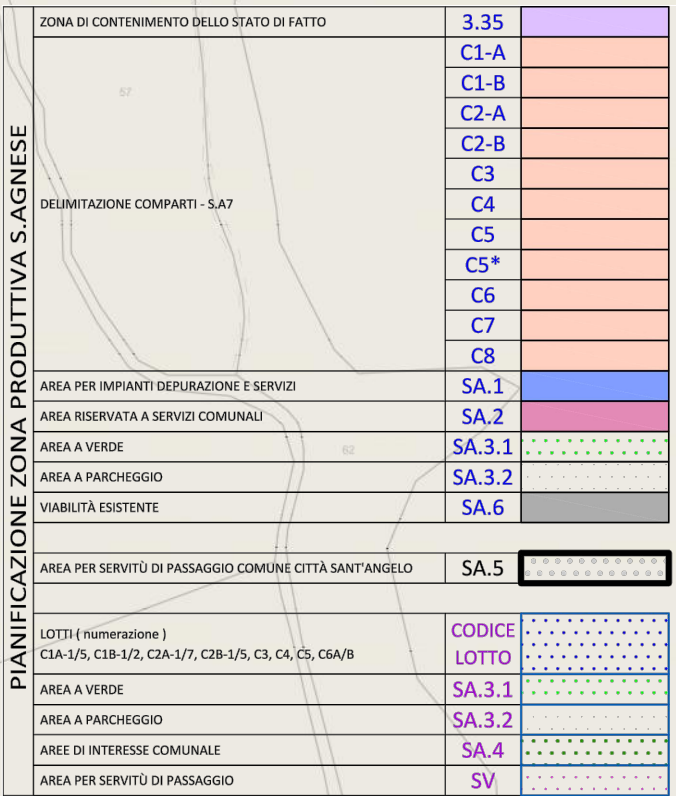 PIANIFICAZIONE ZONA PRODUTTIVA S.AGNESE
ZONA DI CONTENIMENTO DELLO STATO DI FATTO 3.35
DELIMITAZIONE COMPARTI - S.A7
C1-A
C1-B
C2-A
C2-B
C3
C4
C5
C5*
C6
C7
C8
AREA PER IMPIANTI DEPURAZIONE E SERVIZI SA.1
AREA RISERVATA A SERVIZI COMUNALI SA.2
AREA A VERDE SA.3.1
AREA A PARCHEGGIO SA.3.2
VIABILITÀ ESISTENTE SA.6
AREA PER SERVITÙ DI PASSAGGIO COMUNE CITTÀ SANT'ANGELO SA.5
LOTTI ( numerazione )
C1A-1/5, C1B-1/2, C2A-1/7, C2B-1/5, C3, C4, C5, C6A/B
CODICE
LOTTO
AREA A VERDE SA.3.1
AREA A PARCHEGGIO SA.3.2
AREE DI INTERESSE COMUNALE SA.4
AREA PER SERVITÙ DI PASSAGGIO SV
57
62